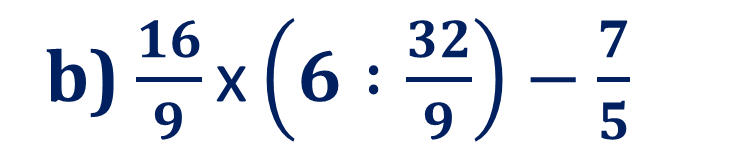 b) 16/9 x (6 : 32/9) − 7/5